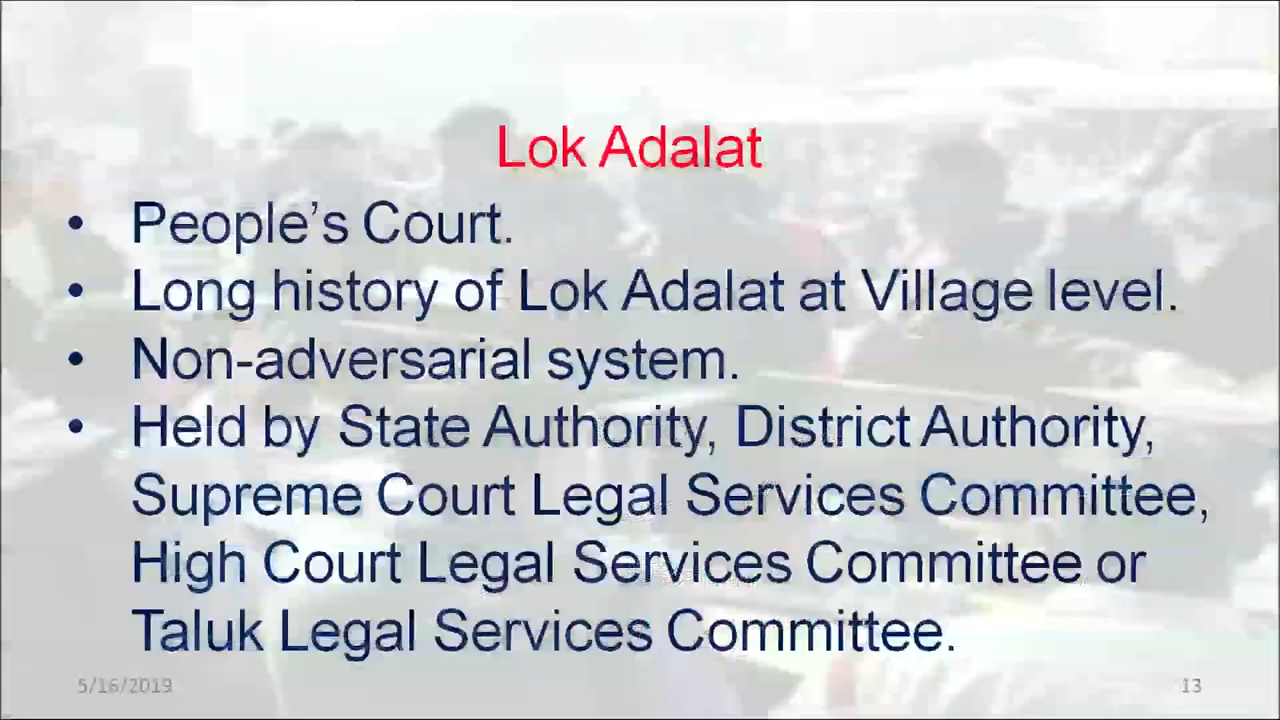 Lok Adalat
• People’s Court.
• Long history of Lok Adalat at Village level.
• Non-adversarial system.
• Held by State Authority, District Authority,
Supreme Court Legal Services Committee,
High Court Legal Services Committee or
Taluk Legal Services Committee.
5/16/2019 13